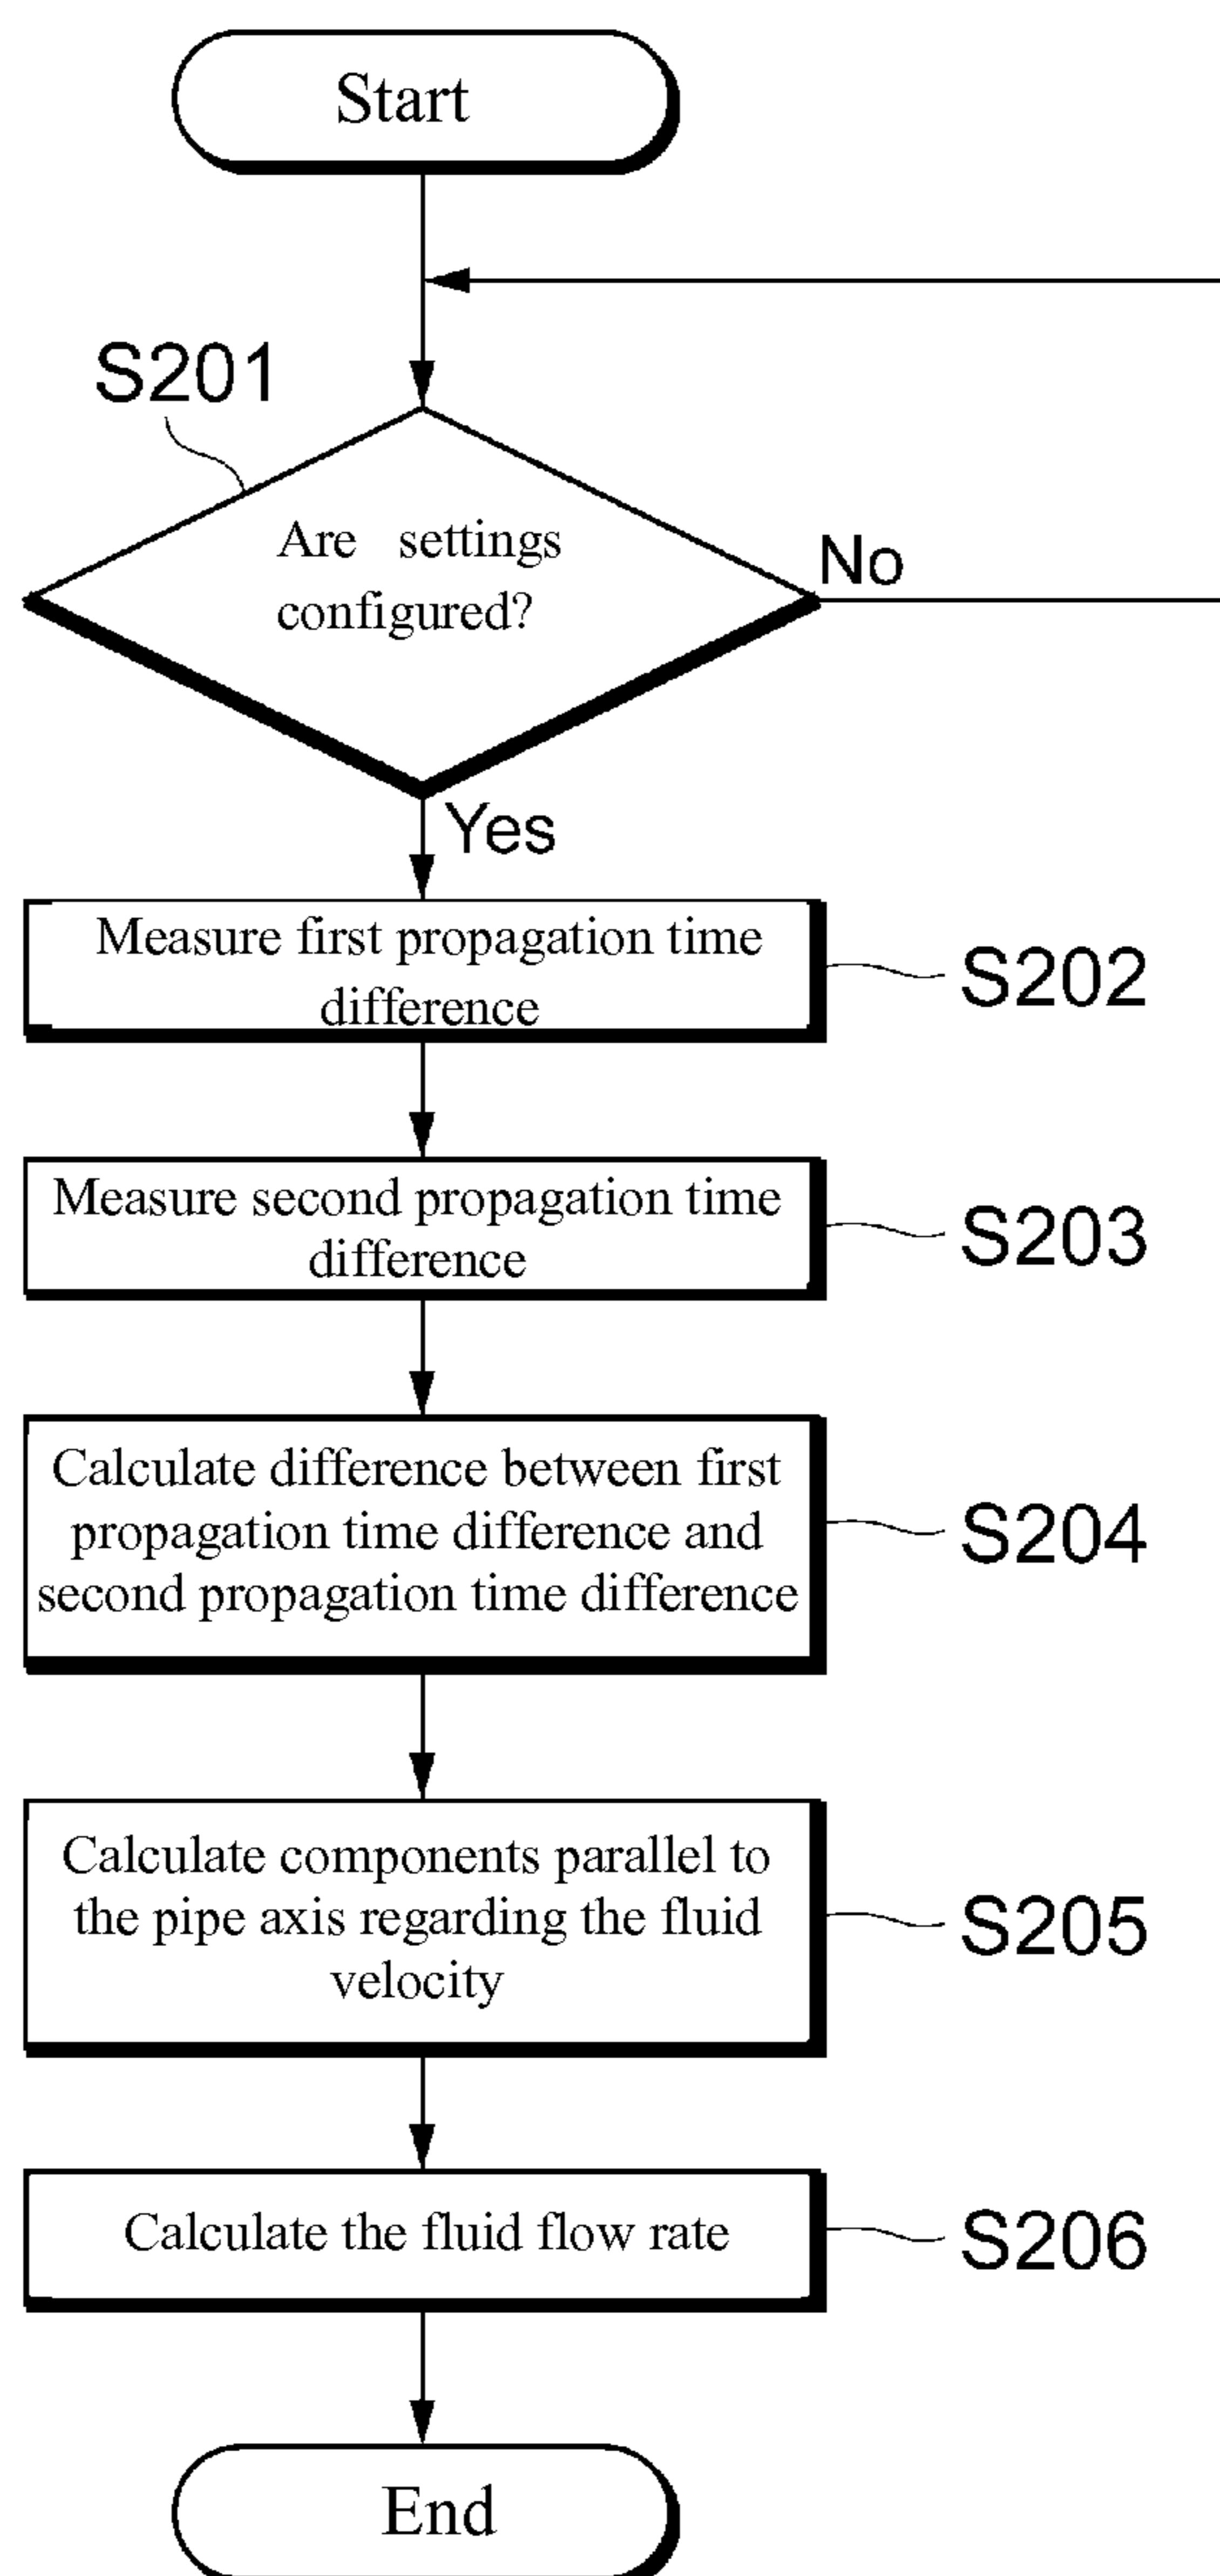 Start
S201
Are settings
configured?
No
Yes
Measure first propagation time
difference
S202
Measure second propagation time
difference
S203
Calculate difference between first
propagation time difference and
second propagation time difference
S204
Calculate components parallel to
the pipe axis regarding the fluid
velocity
S205
Calculate the fluid flow rate
S206
End